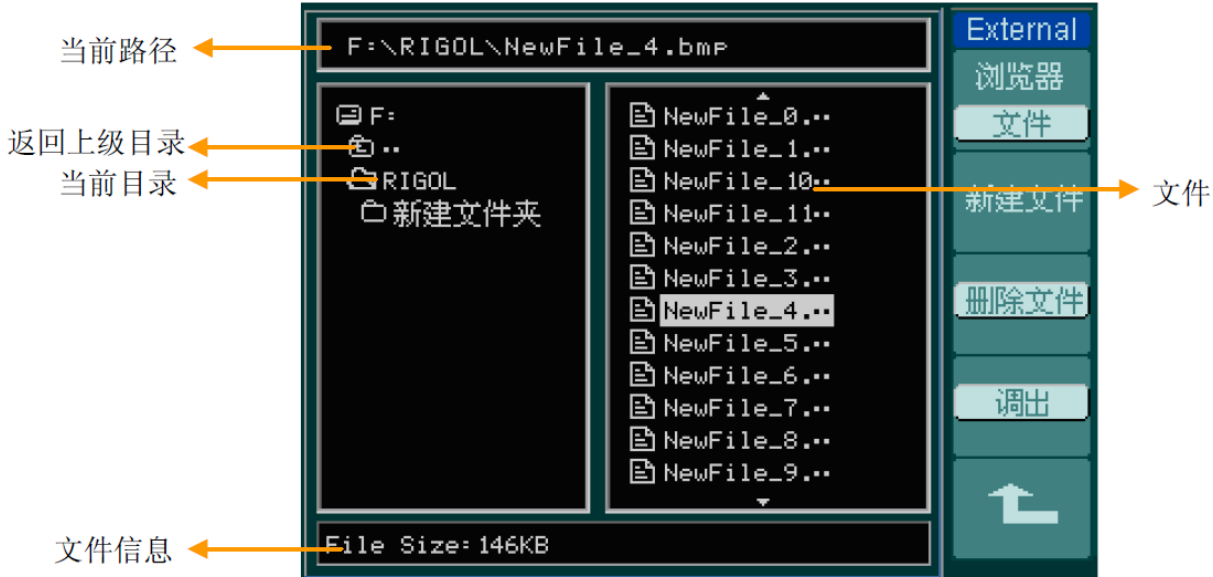 当前路径
F:\RIGOL\NewFile_4.bmp
External
浏览器
文件
返回上级目录
当前目录
F:
..
RIGOL
新建文件夹
NewFile_0.…
NewFile_1.…
NewFile_10…
NewFile_11…
NewFile_2.…
NewFile_3.…
NewFile_4.…
NewFile_5.…
NewFile_6.…
NewFile_7.…
NewFile_8.…
NewFile_9.…
新建文件
文件
删除文件
调出
文件信息
File Size:146KB